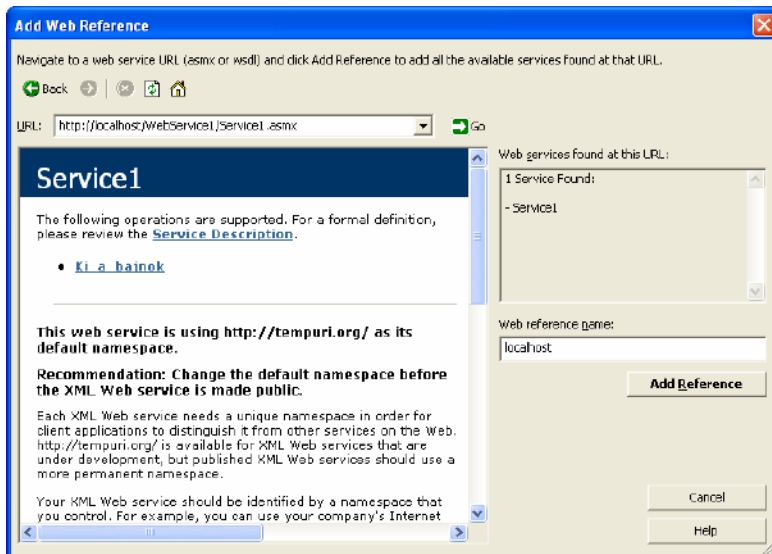 Add Web Reference
Navigate to a web service URL (asmx or wsdl) and click Add Reference to add all the available services found at that URL.
Back
URL: http://localhost/WebService1/Service1.asmx Go
Service1
The following operations are supported. For a formal definition,
please review the Service Description.
• Ki_a_bajnok
This web service is using http://tempuri.org/ as its
default namespace.
Recommendation: Change the default namespace before
the XML Web service is made public.
Each XML Web service needs a unique namespace in order for
client applications to distinguish it from other services on the Web.
http://tempuri.org/ is available for XML Web services that are
under development, but published XML Web services should use a
more permanent namespace.
Your XML Web service should be identified by a namespace that
you control. For example, you can use your company's Internet
Web services found at this URL:
1 Service Found:
- Service1
Web reference name:
localhost
Add Reference
Cancel
Help